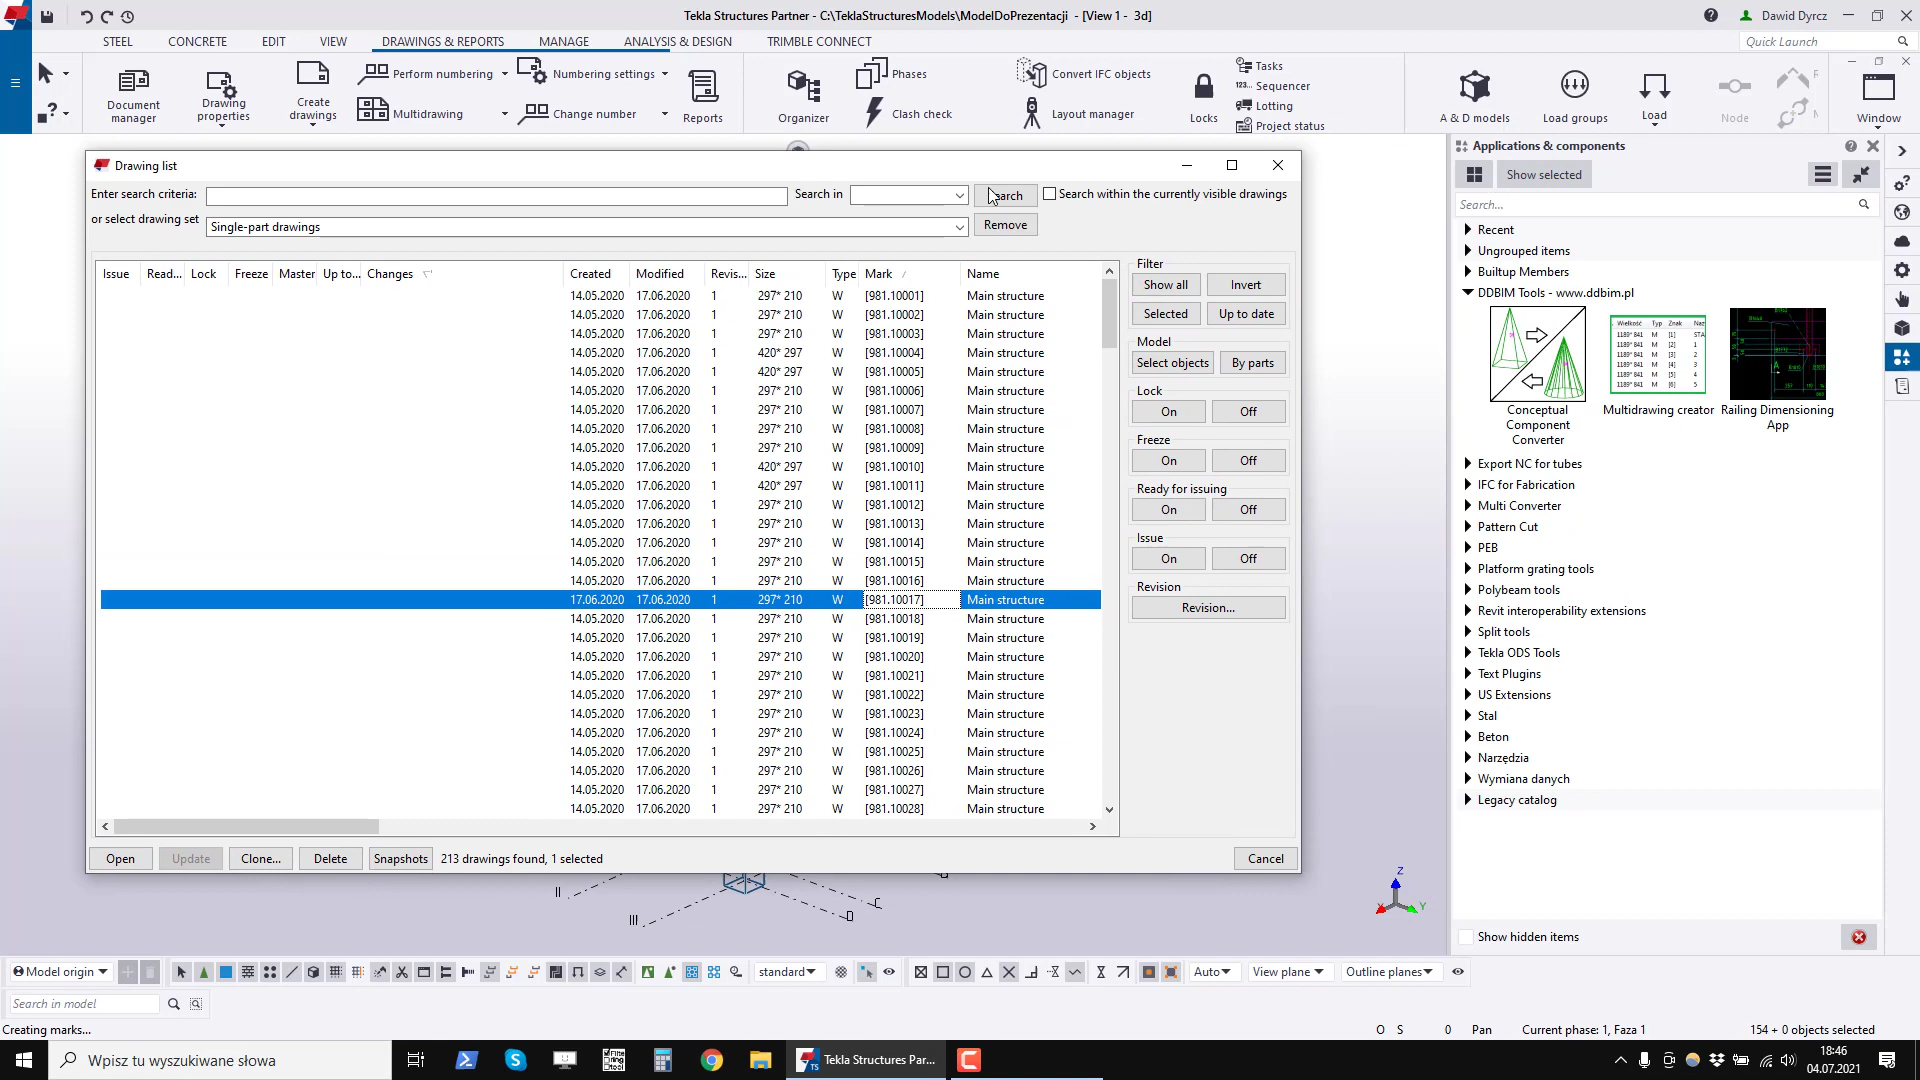 Tekla Structures Partner - C:\TeklaStructuresModels\ModelDoPrezentacji - [View 1 - 3d]
Dawid Dyrcz
STEEL CONCRETE EDIT VIEW DRAWINGS & REPORTS MANAGE ANALYSIS & DESIGN TRIMBLE CONNECT
Quick Launch
Document manager
Drawing properties
Create drawings
Perform numbering
Multidrawing
Numbering settings
Change number
Reports
Organizer
Phases
Clash check
Convert IFC objects
Layout manager
Locks
Tasks
Sequencer
Lotting
Project status
A & D models
Load groups
Load
Node
Window
Drawing list
Enter search criteria:
Search in
Search within the currently visible drawings
or select drawing set
Single-part drawings
Remove
Issue Read... Lock Freeze Master Up to... Changes Created Modified Revis... Size Type Mark Name
14.05.2020 17.06.2020 1 297* 210 W [981.10001] Main structure
14.05.2020 17.06.2020 1 297* 210 W [981.10002] Main structure
14.05.2020 17.06.2020 1 297* 210 W [981.10003] Main structure
14.05.2020 17.06.2020 1 420* 297 W [981.10004] Main structure
14.05.2020 17.06.2020 1 420* 297 W [981.10005] Main structure
14.05.2020 17.06.2020 1 297* 210 W [981.10006] Main structure
14.05.2020 17.06.2020 1 297* 210 W [981.10007] Main structure
14.05.2020 17.06.2020 1 297* 210 W [981.10008] Main structure
14.05.2020 17.06.2020 1 297* 210 W [981.10009] Main structure
14.05.2020 17.06.2020 1 420* 297 W [981.10010] Main structure
14.05.2020 17.06.2020 1 420* 297 W [981.10011] Main structure
14.05.2020 17.06.2020 1 297* 210 W [981.10012] Main structure
14.05.2020 17.06.2020 1 297* 210 W [981.10013] Main structure
14.05.2020 17.06.2020 1 297* 210 W [981.10014] Main structure
14.05.2020 17.06.2020 1 297* 210 W [981.10015] Main structure
14.05.2020 17.06.2020 1 297* 210 W [981.10016] Main structure
17.06.2020 17.06.2020 1 297* 210 W [981.10017] Main structure
14.05.2020 17.06.2020 1 297* 210 W [981.10018] Main structure
14.05.2020 17.06.2020 1 297* 210 W [981.10019] Main structure
14.05.2020 17.06.2020 1 297* 210 W [981.10020] Main structure
14.05.2020 17.06.2020 1 297* 210 W [981.10021] Main structure
14.05.2020 17.06.2020 1 297* 210 W [981.10022] Main structure
14.05.2020 17.06.2020 1 297* 210 W [981.10023] Main structure
14.05.2020 17.06.2020 1 297* 210 W [981.10024] Main structure
14.05.2020 17.06.2020 1 297* 210 W [981.10025] Main structure
14.05.2020 17.06.2020 1 297* 210 W [981.10026] Main structure
14.05.2020 17.06.2020 1 297* 210 W [981.10027] Main structure
14.05.2020 17.06.2020 1 297* 210 W [981.10028] Main structure
Filter
Show all Invert
Selected Up to date
Model
Select objects By parts
Lock
On Off
Freeze
On Off
Ready for issuing
On Off
Issue
On Off
Revision
Revision...
Open Update Clone... Delete Snapshots 213 drawings found, 1 selected Cancel
II
III
D
C
Z
X
Y
Applications & components
Show selected
Search...
Recent
Ungrouped items
Builtup Members
DDBIM Tools - www.ddbim.pl
Wielkość Typ Znak Naz
1189* 841 M [1] STA
1189* 841 M [2] 1
1189* 841 M [3] 2
1189* 841 M [4] 3
1189* 841 M [5] 4
1189* 841 M [6] 5
A
Conceptual Component Converter
Multidrawing creator
Railing Dimensioning App
Export NC for tubes
IFC for Fabrication
Multi Converter
Pattern Cut
PEB
Platform grating tools
Polybeam tools
Revit interoperability extensions
Split tools
Tekla ODS Tools
Text Plugins
US Extensions
Stal
Beton
Narzędzia
Wymiana danych
Legacy catalog
Show hidden items
Model origin
standard
Auto
View plane
Outline planes
Search in model
Creating marks...
O S 0 Pan Current phase: 1, Faza 1 154 + 0 objects selected
Wpisz tu wyszukiwane słowa
Tekla Structures Par...
18:46
04.07.2021